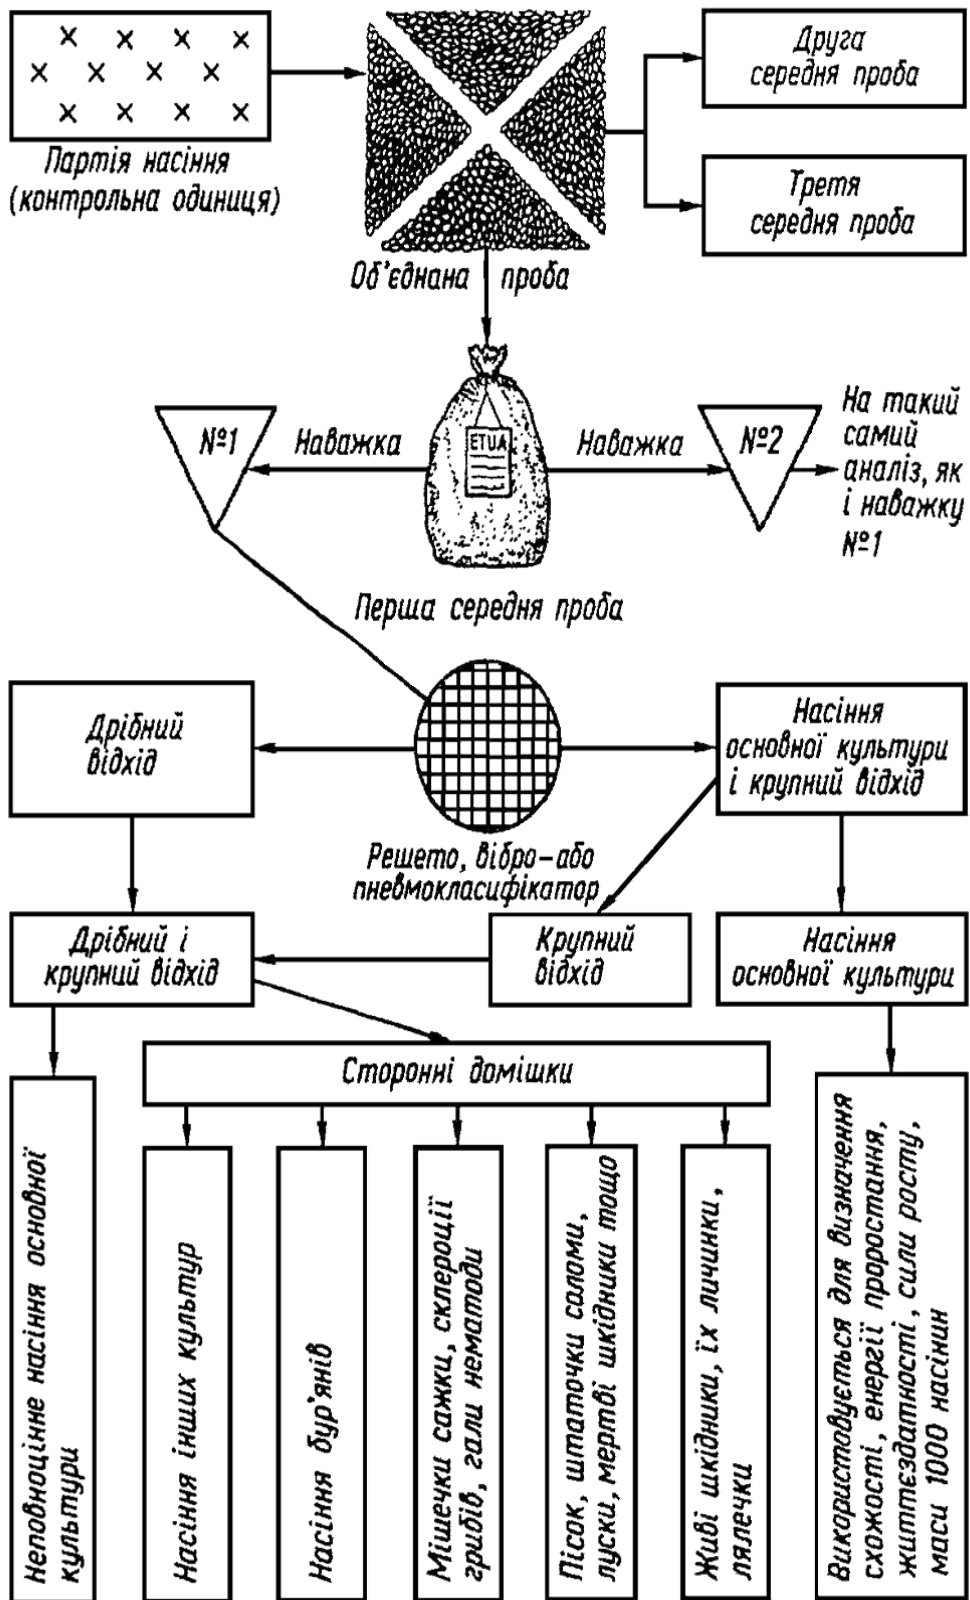 Друга
середня проба
Партія насіння
(контрольна одиниця)
Третя
середня проба
Об'єднана проба
№1
Наважка
ЕТUА
Наважка
№2
На такий
самий
аналіз, як
і наважку
№1
Перша середня проба
Дрібний
відхід
Насіння
основної культури
і крупний відхід
Решето, вібро-або
пневмокласифікатор
Дрібний і
крупний відхід
Крупний
відхід
Насіння
основної культури
Сторонні домішки
Неповноцінне насіння основної
культури
Насіння інших культур
Насіння бур'янів
Мішечки сажки, склероції
грибів, гали нематоди
Пісок, штаточки соломи,
луски, мертві шкідники тощо
Живі шкідники, їх личинки,
лялечки
Використовується для визначення
схожості, енергії проростання,
життєздатності, сили росту,
маси 1000 насінин